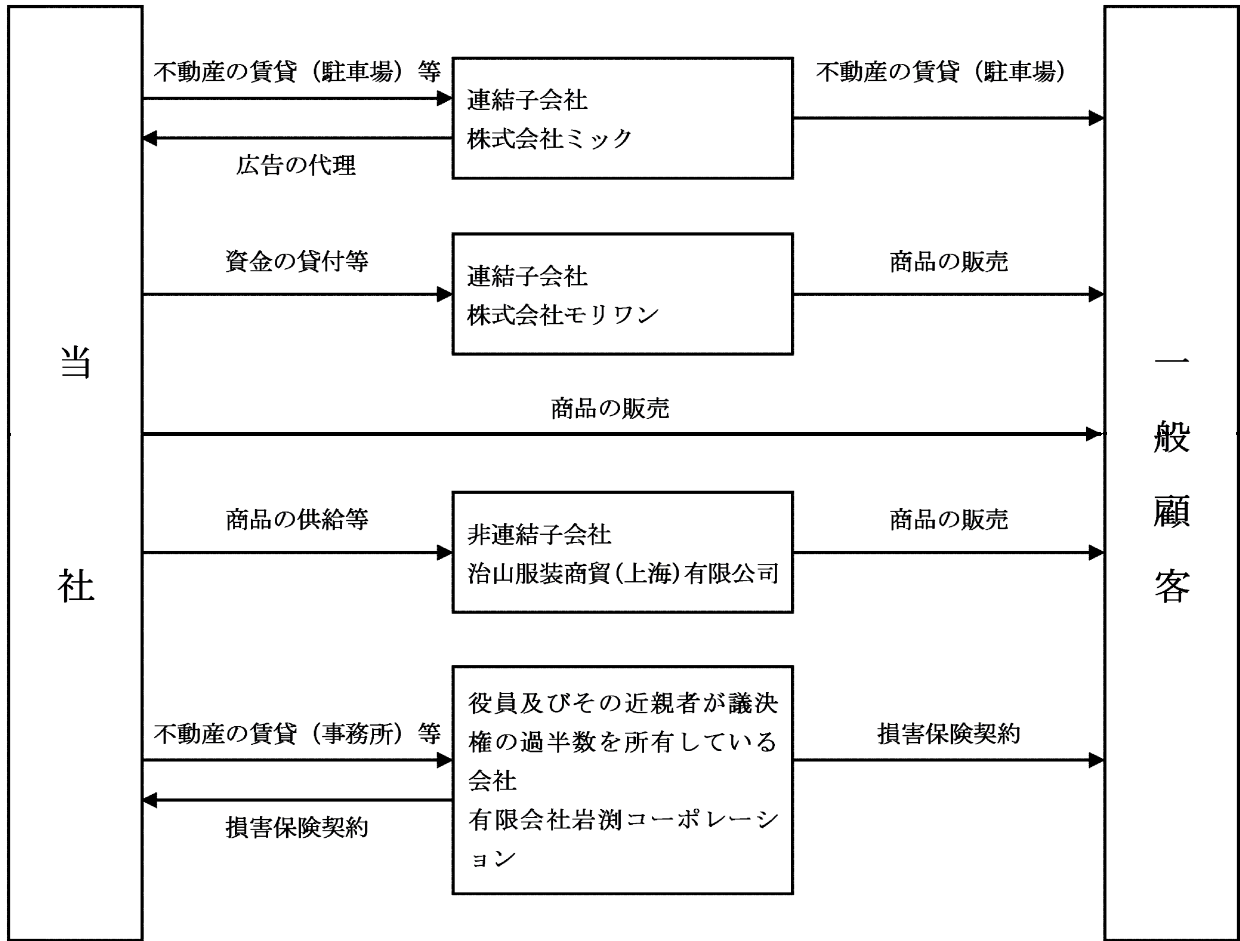 当社
不動産の賃貸（駐車場）等
連結子会社
株式会社ミック
不動産の賃貸（駐車場）
広告の代理
資金の貸付等
連結子会社
株式会社モリワン
商品の販売
商品の販売
商品の供給等
非連結子会社
治山服装商貿(上海)有限公司
商品の販売
不動産の賃貸（事務所）等
役員及びその近親者が議決
権の過半数を所有している
会社
有限会社岩渕コーポレーシ
ョン
損害保険契約
損害保険契約
一般顧客